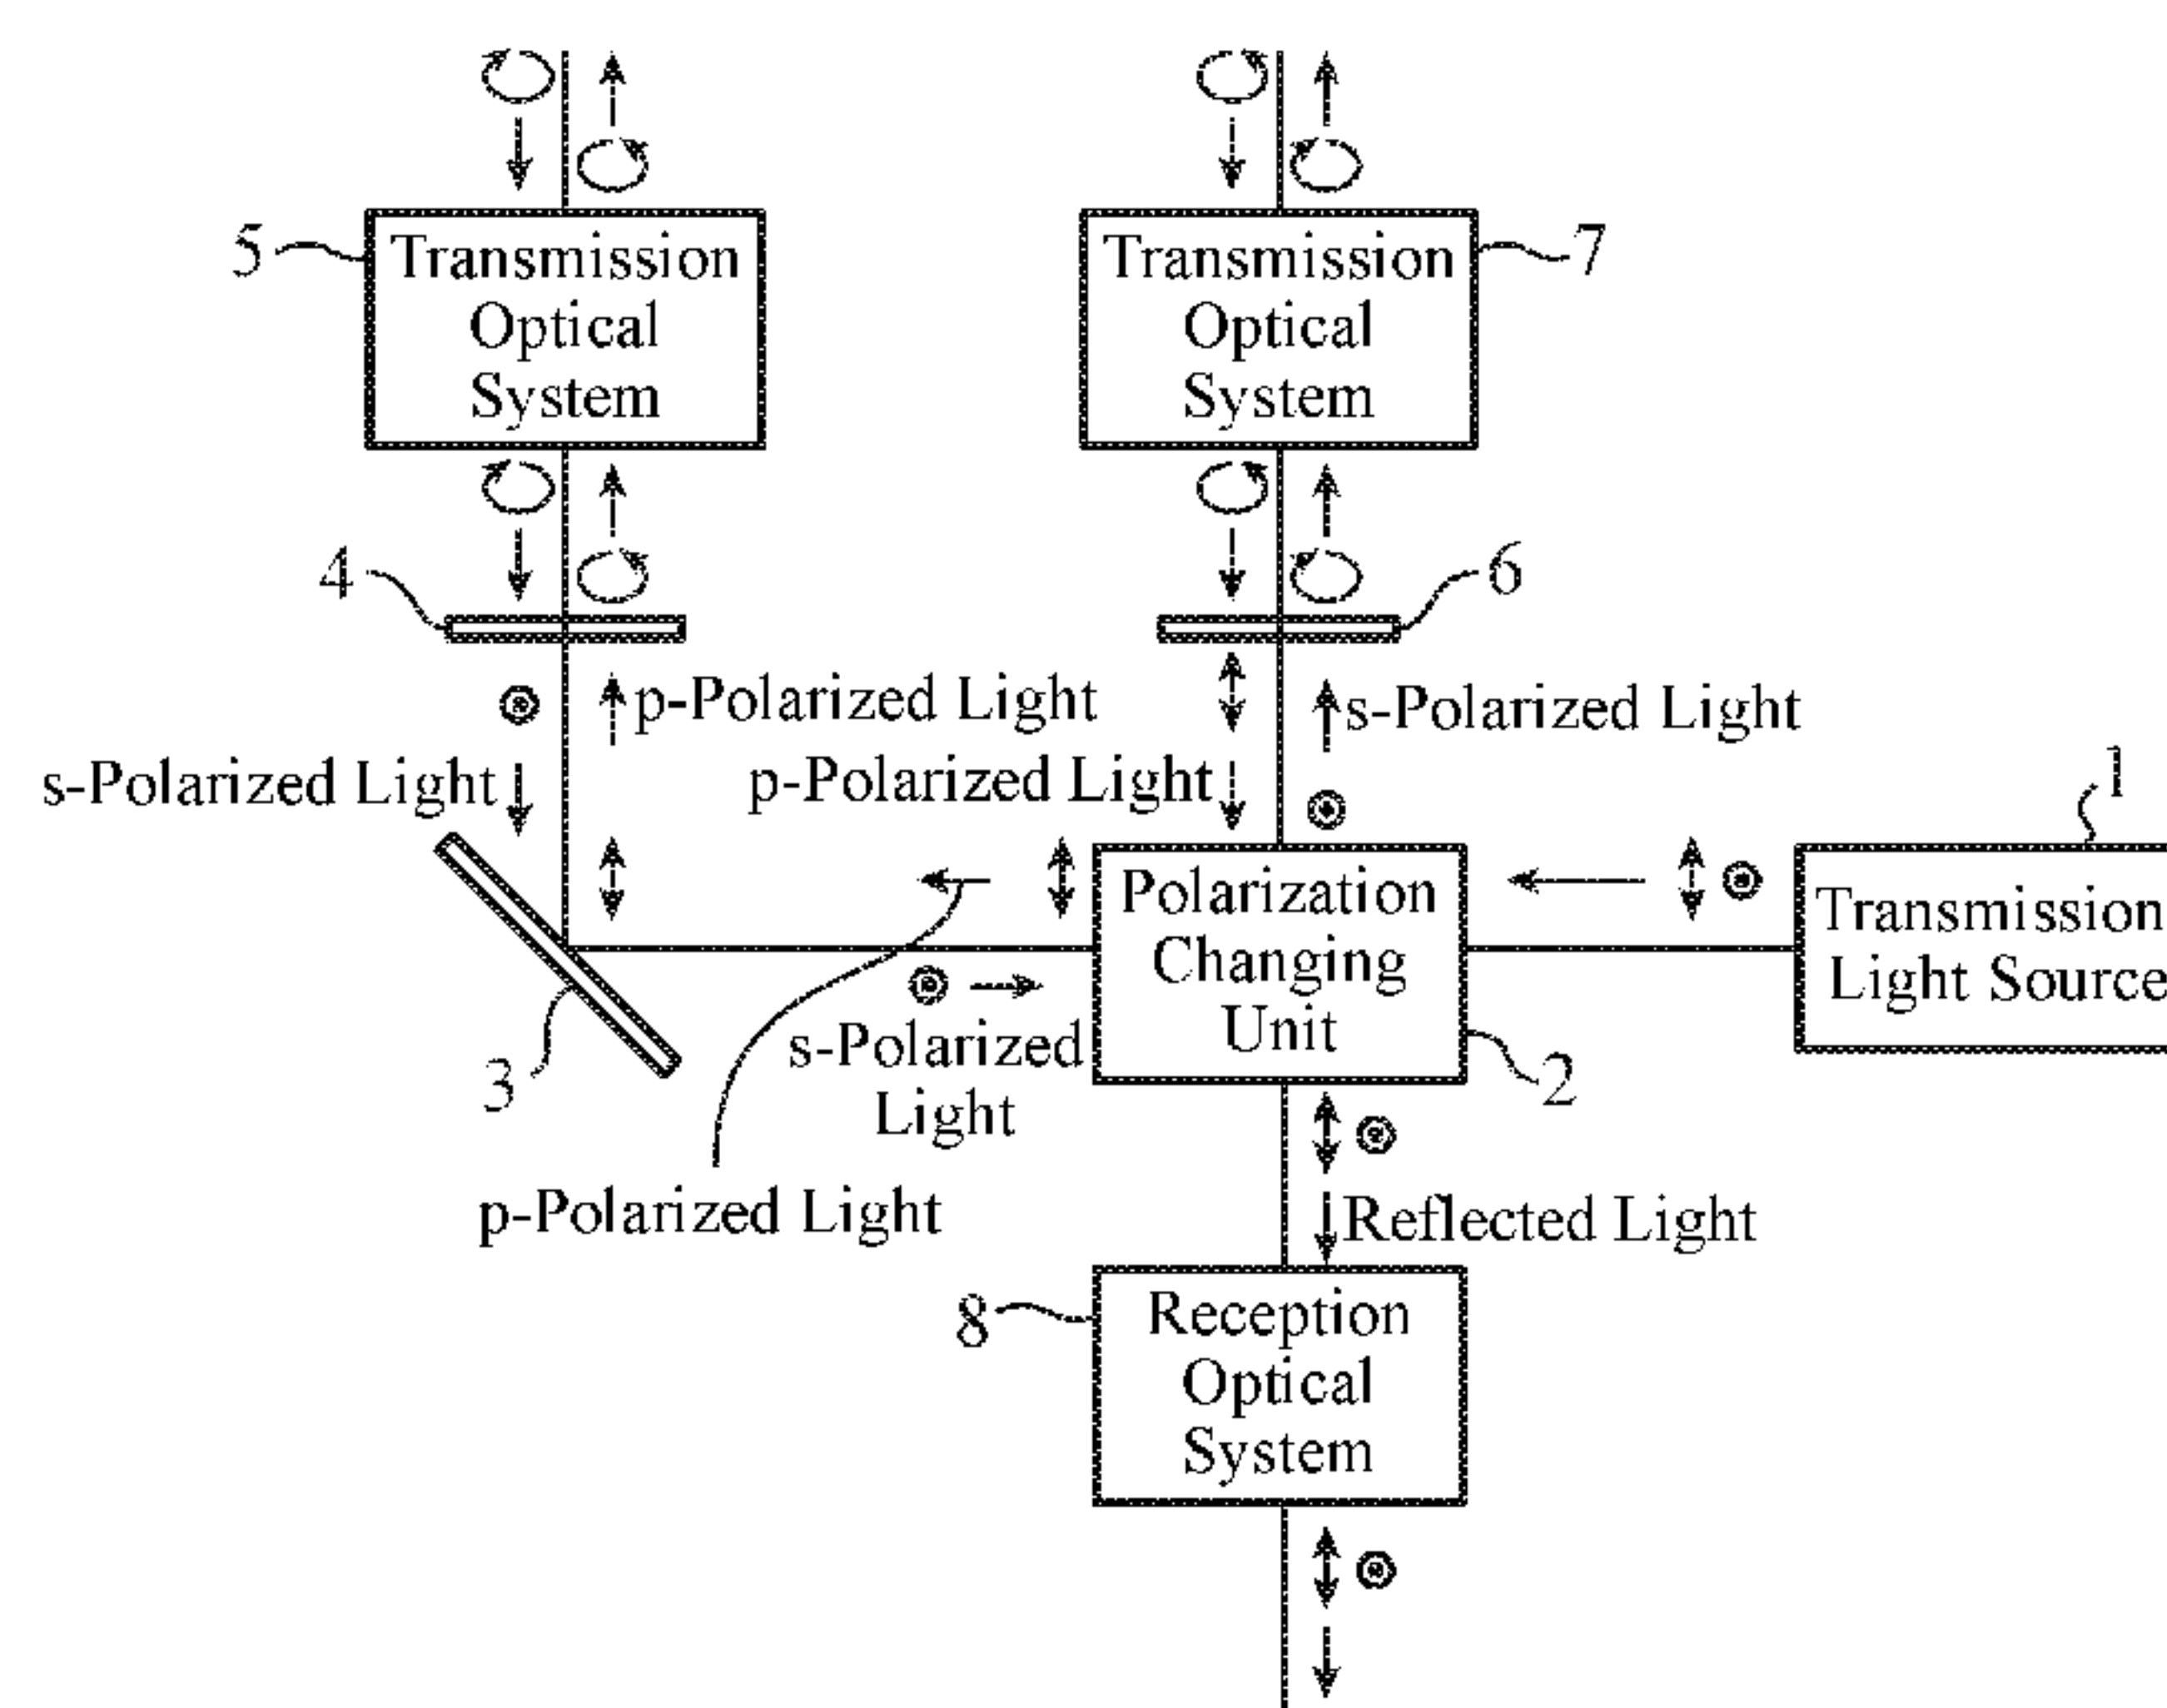 5
Transmission
Optical
System
Transmission
Optical
System
7
4
6
p-Polarized Light
s-Polarized Light
s-Polarized Light
p-Polarized Light
1
Polarization
Changing
Unit
Transmission
Light Source
s-Polarized
Light
3
2
p-Polarized Light
Reflected Light
8
Reception
Optical
System